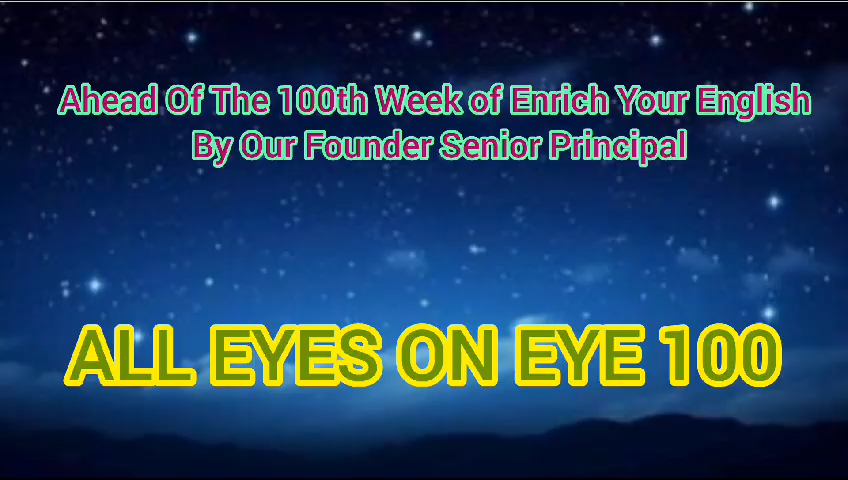 Ahead Of The 100th Week of Enrich Your English
By Our Founder Senior Principal
ALL EYES ON EYE 100